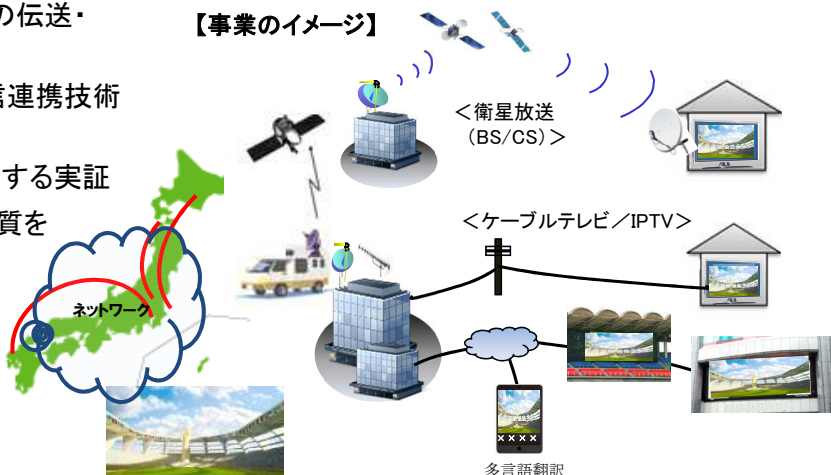 の伝送・
【事業のイメージ】
信連携技術
<衛星放送
(BS/CS)>
する実証
質を
<ケーブルテレビ/IPTV>
ネットワーク
××××
多言語翻訳